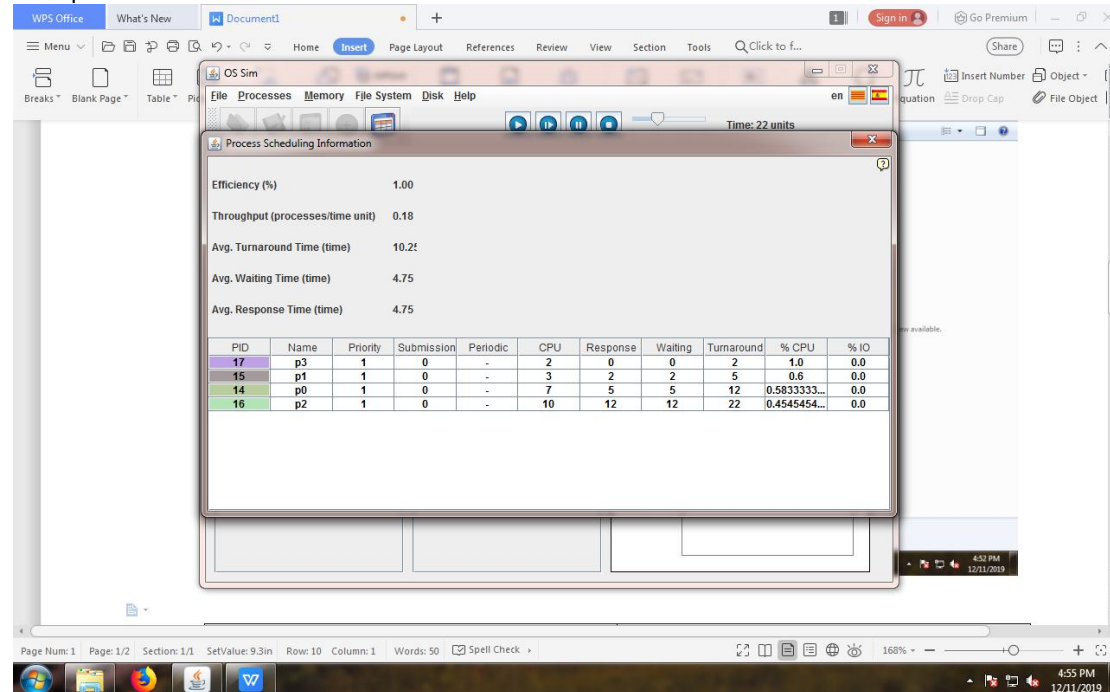 WPS Office What's New Document1 + 1 Sign in Go Premium
Menu Home Insert Page Layout References Review View Section Tools Click to f... Share
Breaks Blank Page Table OS Sim Insert Number Object
File Processes Memory File System Disk Help en quation Drop Cap File Object
Time: 22 units
Process Scheduling Information
Efficiency (%) 1.00
Throughput (processes/time unit) 0.18
Avg. Turnaround Time (time) 10.25
Avg. Waiting Time (time) 4.75
Avg. Response Time (time) 4.75
ew available.
PID Name Priority Submission Periodic CPU Response Waiting Turnaround % CPU % IO
17 p3 1 0 - 2 0 0 2 1.0 0.0
15 p1 1 0 - 3 2 2 5 0.6 0.0
14 p0 1 0 - 7 5 5 12 0.5833333... 0.0
16 p2 1 0 - 10 12 12 22 0.4545454... 0.0
4:52 PM
12/11/2019
Page Num: 1 Page: 1/2 Section: 1/1 SetValue: 9.3in Row: 10 Column: 1 Words: 50 Spell Check 168%
4:55 PM
12/11/2019